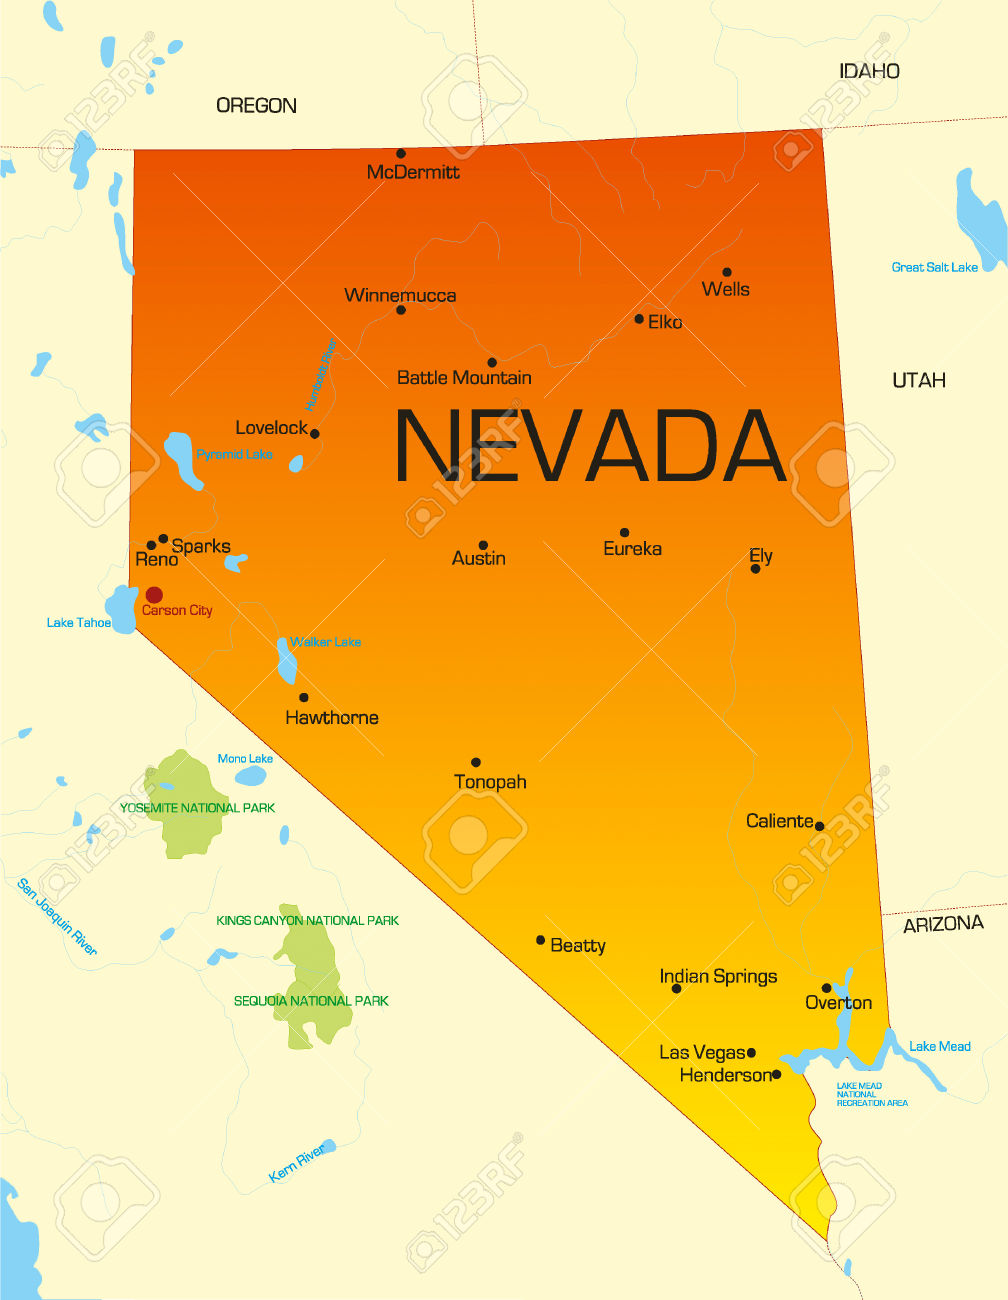 IDAHO
OREGON
McDermitt
Great Salt Lake
Wells
Winnemucca
Elko
Humboldt River
Battle Mountain
UTAH
NEVADA
Lovelock
Pyramid Lake
Sparks
Reno
Austin
Eureka
Ely
Carson City
Lake Tahoe
Walker Lake
Hawthorne
Mono Lake
Tonopah
YOSEMITE NATIONAL PARK
Caliente
San Joaquin River
KINGS CANYON NATIONAL PARK
ARIZONA
Beatty
Indian Springs
SEQUOIA NATIONAL PARK
Overton
Lake Mead
Las Vegas
Henderson
LAKE MEAD
NATIONAL
RECREATION AREA
Kern River
123RF
123RF
123RF
123RF
123RF
123RF
123RF